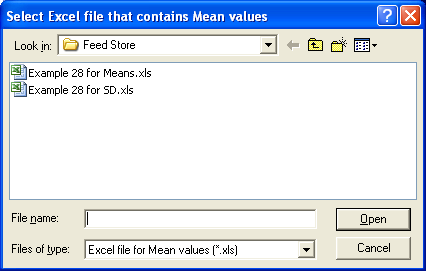 Select Excel file that contains Mean values
Look in: Feed Store
Example 28 for Means.xls
Example 28 for SD.xls
File name: Open
Files of type: Excel file for Mean values (*.xls) Cancel